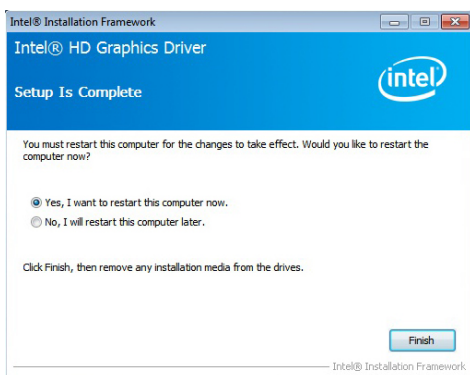 Intel® Installation Framework
Intel® HD Graphics Driver
Setup Is Complete
intel®
You must restart this computer for the changes to take effect. Would you like to restart the
computer now?
Yes, I want to restart this computer now.
No, I will restart this computer later.
Click Finish, then remove any installation media from the drives.
Finish
Intel® Installation Framework